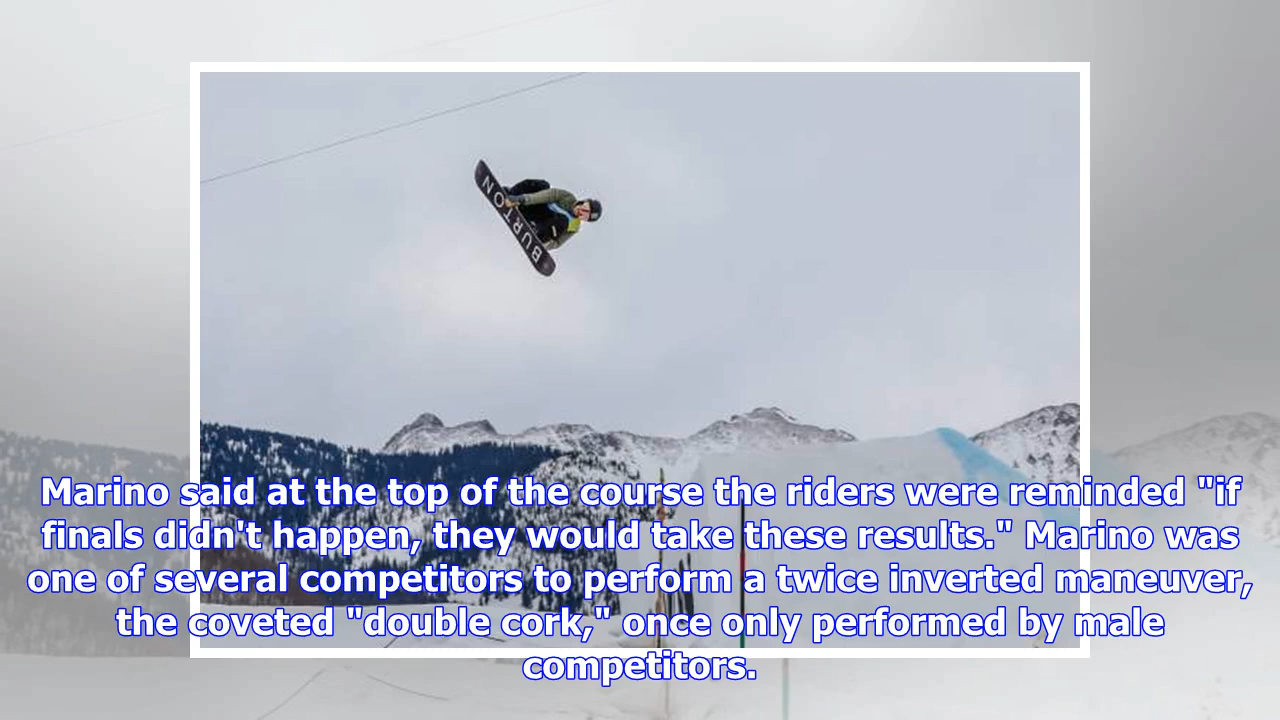 BURTON
Marino said at the top of the course the riders were reminded "if
finals didn't happen, they would take these results." Marino was
one of several competitors to perform a twice inverted maneuver,
the coveted "double cork," once only performed by male
competitors.